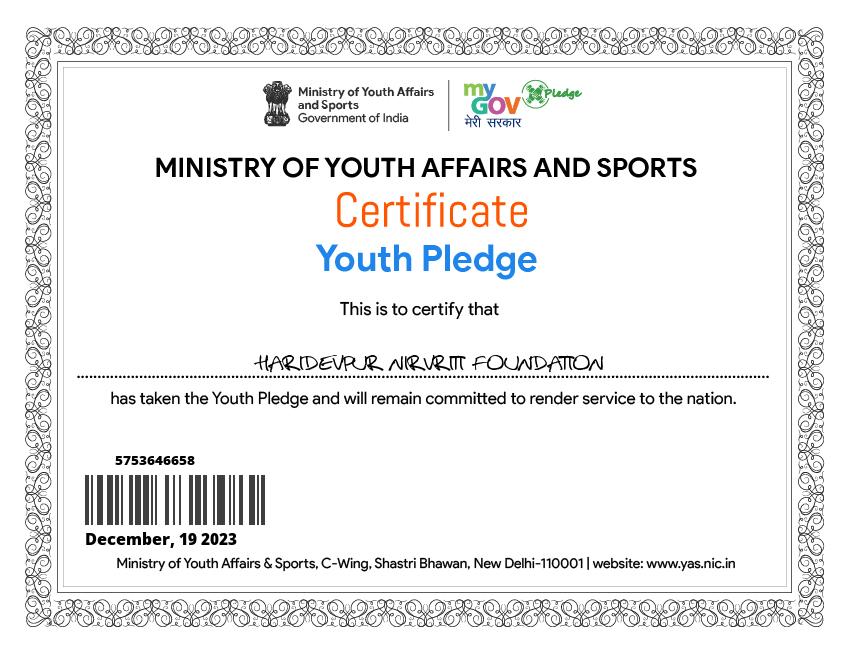 Ministry of Youth Affairs
and Sports
Government of India
my
GOV
मेरी सरकार
Pledge
MINISTRY OF YOUTH AFFAIRS AND SPORTS
Certificate
Youth Pledge
This is to certify that
HARIDEVPUR NIRVRITI FOUNDATION
has taken the Youth Pledge and will remain committed to render service to the nation.
5753646658
December, 19 2023
Ministry of Youth Affairs & Sports, C-Wing, Shastri Bhawan, New Delhi-110001 | website: www.yas.nic.in